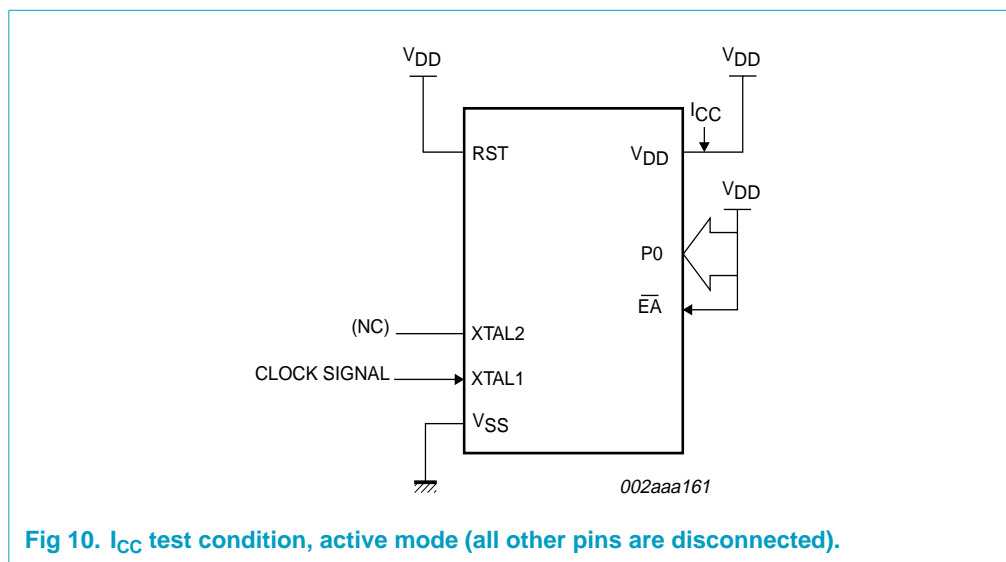 VDD
VDD
ICC
RST
VDD
VDD
P0
EA
(NC)
XTAL2
CLOCK SIGNAL
XTAL1
VSS
002aaa161
Fig 10. ICC test condition, active mode (all other pins are disconnected).